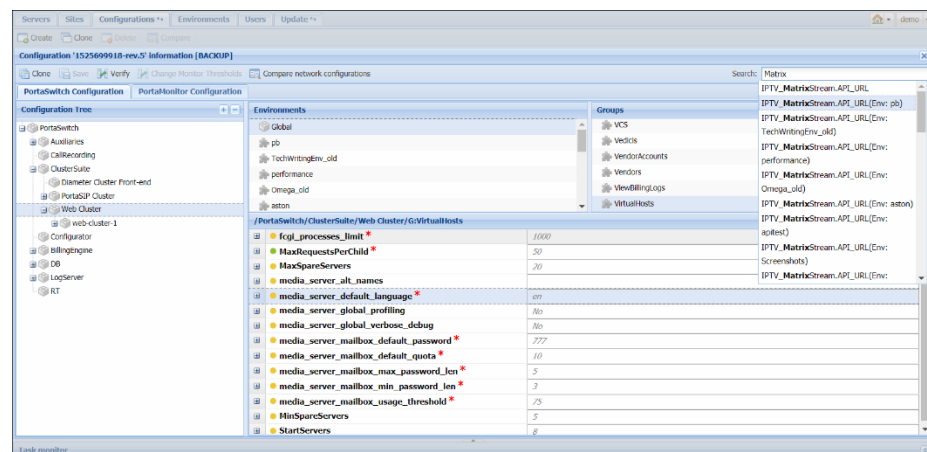 Servers Sites Configurations Environments Users Update demo
Create Clone Delete Compare
Configuration '1525699918-rev.5' information [BACKUP]
Clone Save Verify Change Monitor Thresholds Compare network configurations Search: Matrix
PortaSwitch Configuration PortaMonitor Configuration
Configuration Tree
PortaSwitch
Auxiliaries
CallRecording
ClusterSuite
Diameter Cluster Front-end
PortaSIP Cluster
Web Cluster
web-cluster-1
Configurator
BillingEngine
DB
LogServer
RT
Environments
Global
pb
TechWritingEnv_old
performance
Omega_old
aston
Groups
VCS
Vedicis
VendorAccounts
Vendors
ViewBillingLogs
VirtualHosts
IPTV_MatrixStream.API_URL
IPTV_MatrixStream.API_URL(Env: pb)
IPTV_MatrixStream.API_URL(Env:
TechWritingEnv_old)
IPTV_MatrixStream.API_URL(Env:
performance)
IPTV_MatrixStream.API_URL(Env:
Omega_old)
IPTV_MatrixStream.API_URL(Env: aston)
IPTV_MatrixStream.API_URL(Env:
apitest)
IPTV_MatrixStream.API_URL(Env:
Screenshots)
IPTV_MatrixStream.API_URL(Env:
/PortaSwitch/ClusterSuite/Web Cluster/G:VirtualHosts
fcgi_processes_limit * 1000
MaxRequestsPerChild * 50
MaxSpareServers 20
media_server_alt_names
media_server_default_language * en
media_server_global_profiling No
media_server_global_verbose_debug No
media_server_mailbox_default_password * 777
media_server_mailbox_default_quota * 10
media_server_mailbox_max_password_len * 5
media_server_mailbox_min_password_len * 3
media_server_mailbox_usage_threshold * 75
MinSpareServers 5
StartServers 8
Task monitor